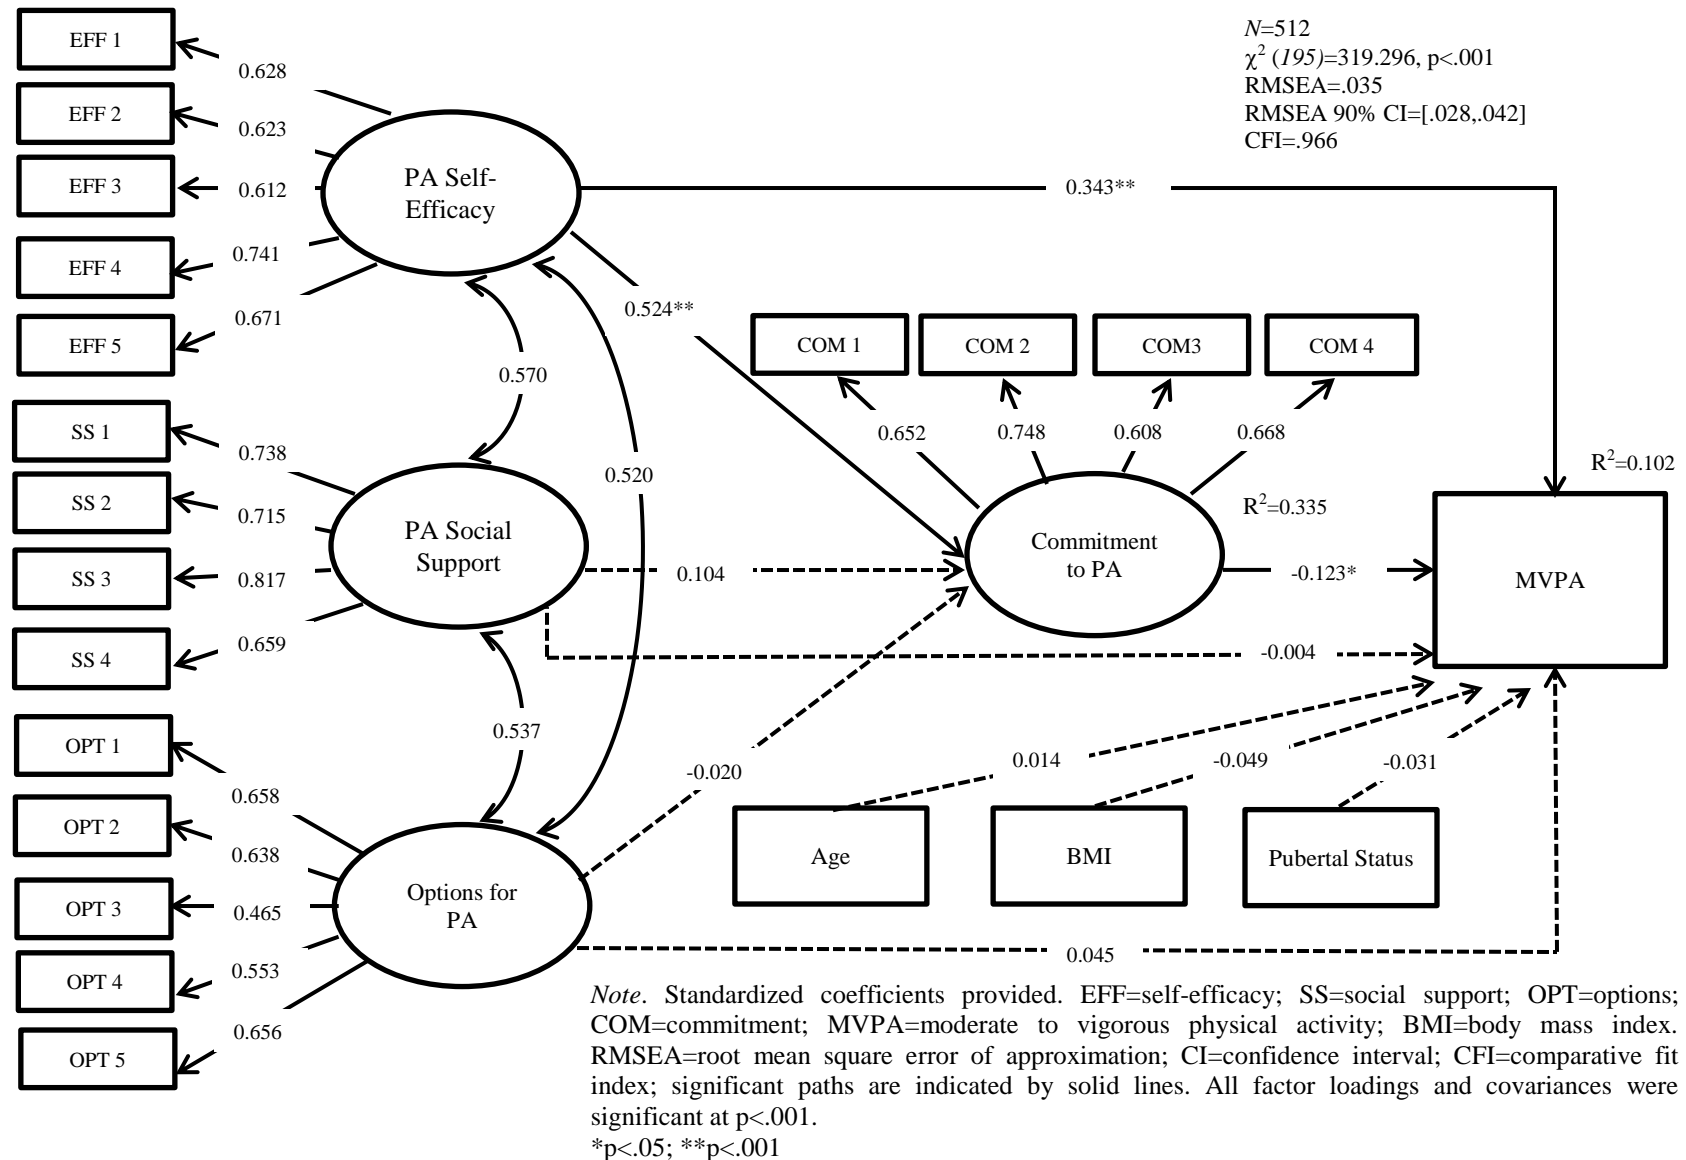 EFF 1
0.628
EFF 2
0.623
EFF 3
0.612
EFF 4
0.741
EFF 5
0.671
PA Self-
Efficacy
N=512
χ² (195)=319.296, p<.001
RMSEA=.035
RMSEA 90% CI=[.028,.042]
CFI=.966
0.343**
0.524**
0.570
0.520
COM 1
COM 2
COM3
COM 4
0.652
0.748
0.608
0.668
SS 1
0.738
SS 2
0.715
SS 3
0.817
SS 4
0.659
PA Social
Support
0.104
R²=0.335
Commitment
to PA
-0.123*
R²=0.102
MVPA
-0.004
0.537
-0.020
0.014
-0.049
-0.031
Age
BMI
Pubertal Status
OPT 1
0.658
OPT 2
0.638
OPT 3
0.465
OPT 4
0.553
OPT 5
0.656
Options for
PA
0.045
Note. Standardized coefficients provided. EFF=self-efficacy; SS=social support; OPT=options;
COM=commitment; MVPA=moderate to vigorous physical activity; BMI=body mass index.
RMSEA=root mean square error of approximation; CI=confidence interval; CFI=comparative fit
index; significant paths are indicated by solid lines. All factor loadings and covariances were
significant at p<.001.
*p<.05; **p<.001